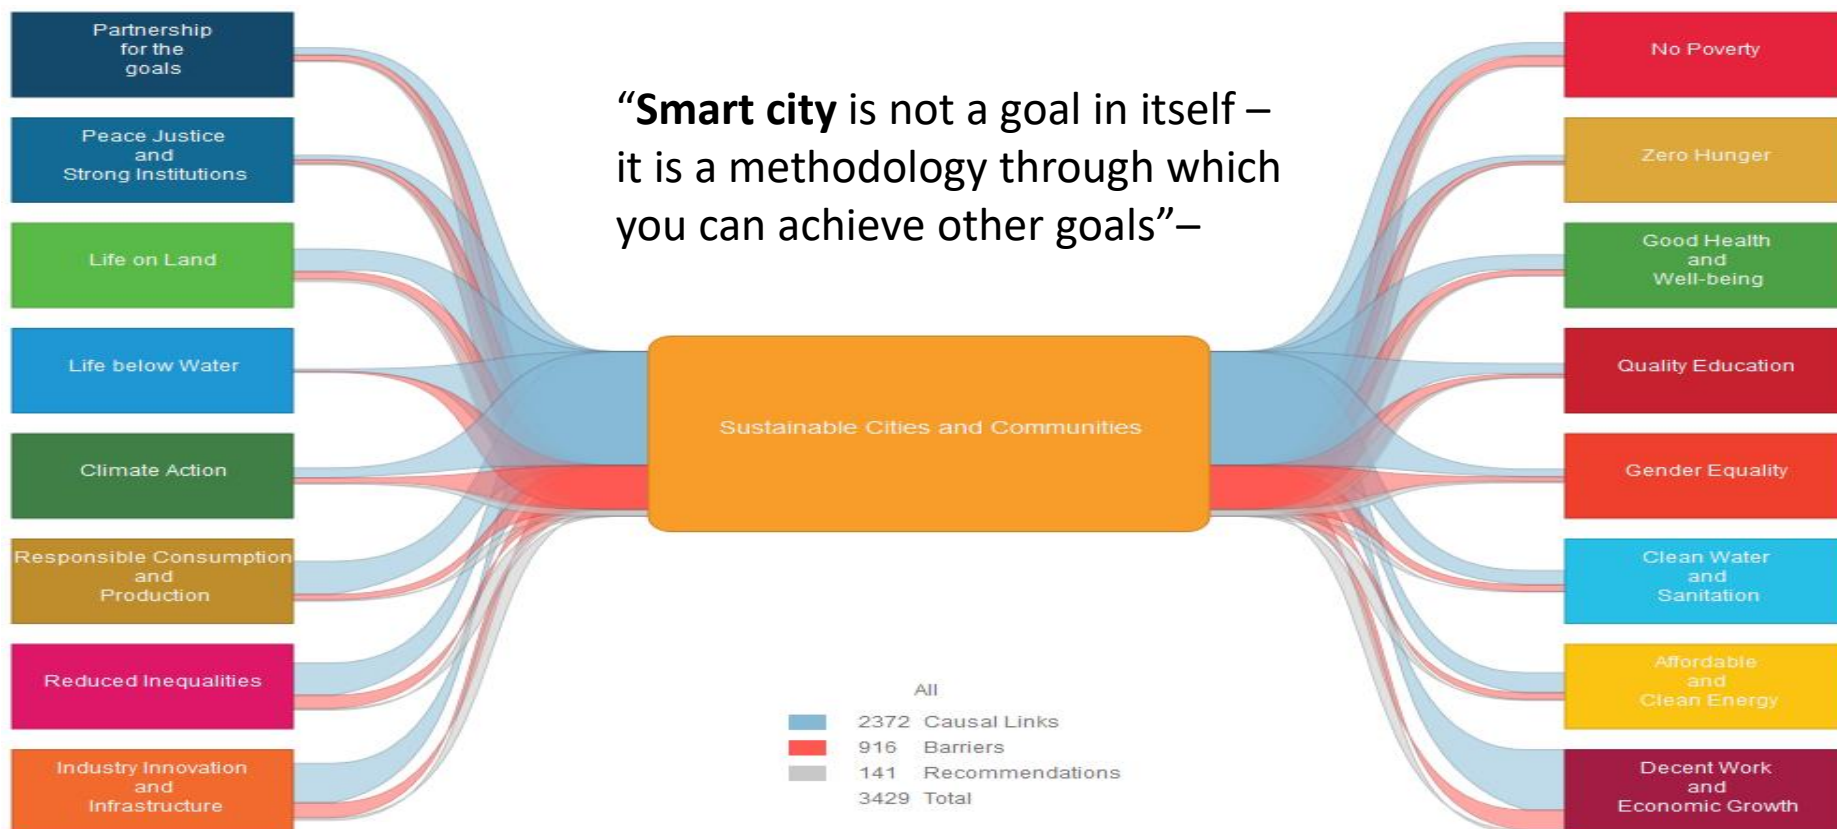 Partnership
for the
goals
Peace Justice
and
Strong Institutions
Life on Land
Life below Water
Climate Action
Responsible Consumption
and
Production
Reduced Inequalities
Industry Innovation
and
Infrastructure
“Smart city is not a goal in itself –
it is a methodology through which
you can achieve other goals”–
Sustainable Cities and Communities
All
2372 Causal Links
916 Barriers
141 Recommendations
3429 Total
No Poverty
Zero Hunger
Good Health
and
Well-being
Quality Education
Gender Equality
Clean Water
and
Sanitation
Affordable
and
Clean Energy
Decent Work
and
Economic Growth